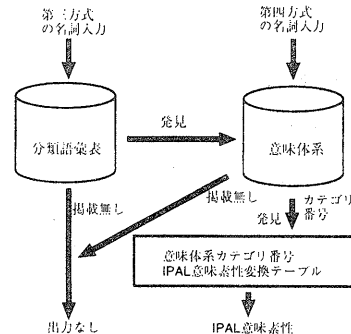 第三方式
の名詞入力
第四方式
の名詞入力
分類語彙表
発見
意味体系
掲載無し
掲載無し
発見
カテゴリ
番号
意味体系カテゴリ番号
IPAL意味素性変換テーブル
出力なし
IPAL意味素性